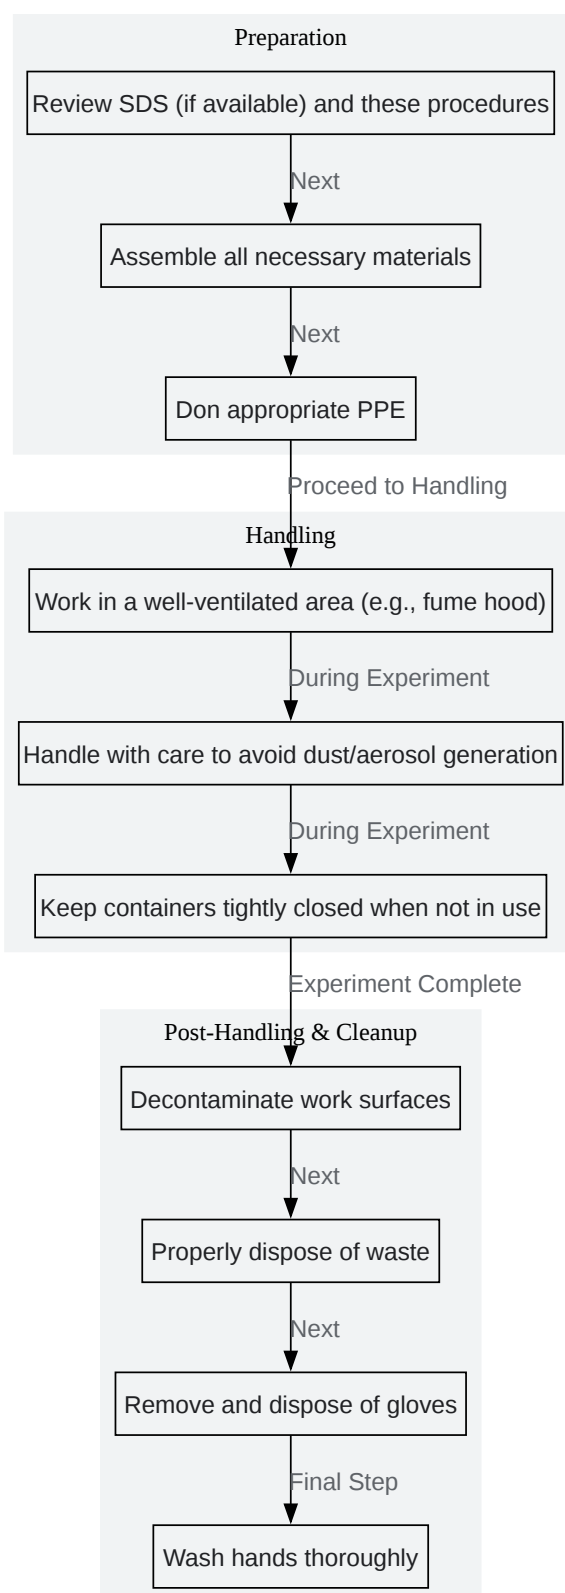 Preparation
Review SDS (if available) and these procedures
Next
Assemble all necessary materials
Next
Don appropriate PPE
Proceed to Handling
Handling
Work in a well-ventilated area (e.g., fume hood)
During Experiment
Handle with care to avoid dust/aerosol generation
During Experiment
Keep containers tightly closed when not in use
Experiment Complete
Post-Handling & Cleanup
Decontaminate work surfaces
Next
Properly dispose of waste
Next
Remove and dispose of gloves
Final Step
Wash hands thoroughly